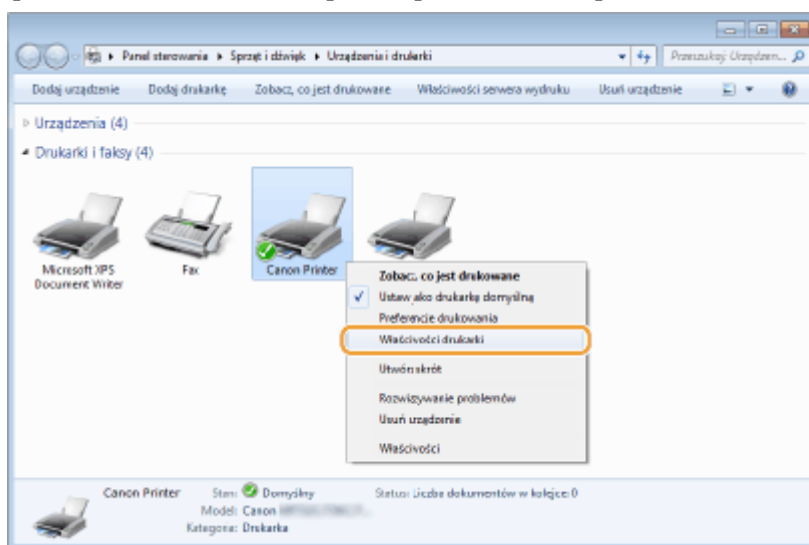 Panel sterowania ▸ Sprzęt i dźwięk ▸ Urządzenia i drukarki
Przeszukaj: Urządzen...
Dodaj urządzenie Dodaj drukarkę Zobacz, co jest drukowane Właściwości serwera wydruku Usuń urządzenie
Urządzenia (4)
Drukarki i faksy (4)
Microsoft XPS
Document Writer
Fax
Canon Printer
Zobacz, co jest drukowane
Ustaw jako drukarkę domyślną
Preferencje drukowania
Właściwości drukarki
Utwórz skrót
Rozwiązywanie problemów
Usuń urządzenie
Właściwości
Canon Printer Stan: Domyślny Status: Liczba dokumentów w kolejce: 0
Model: Canon
Kategoria: Drukarka